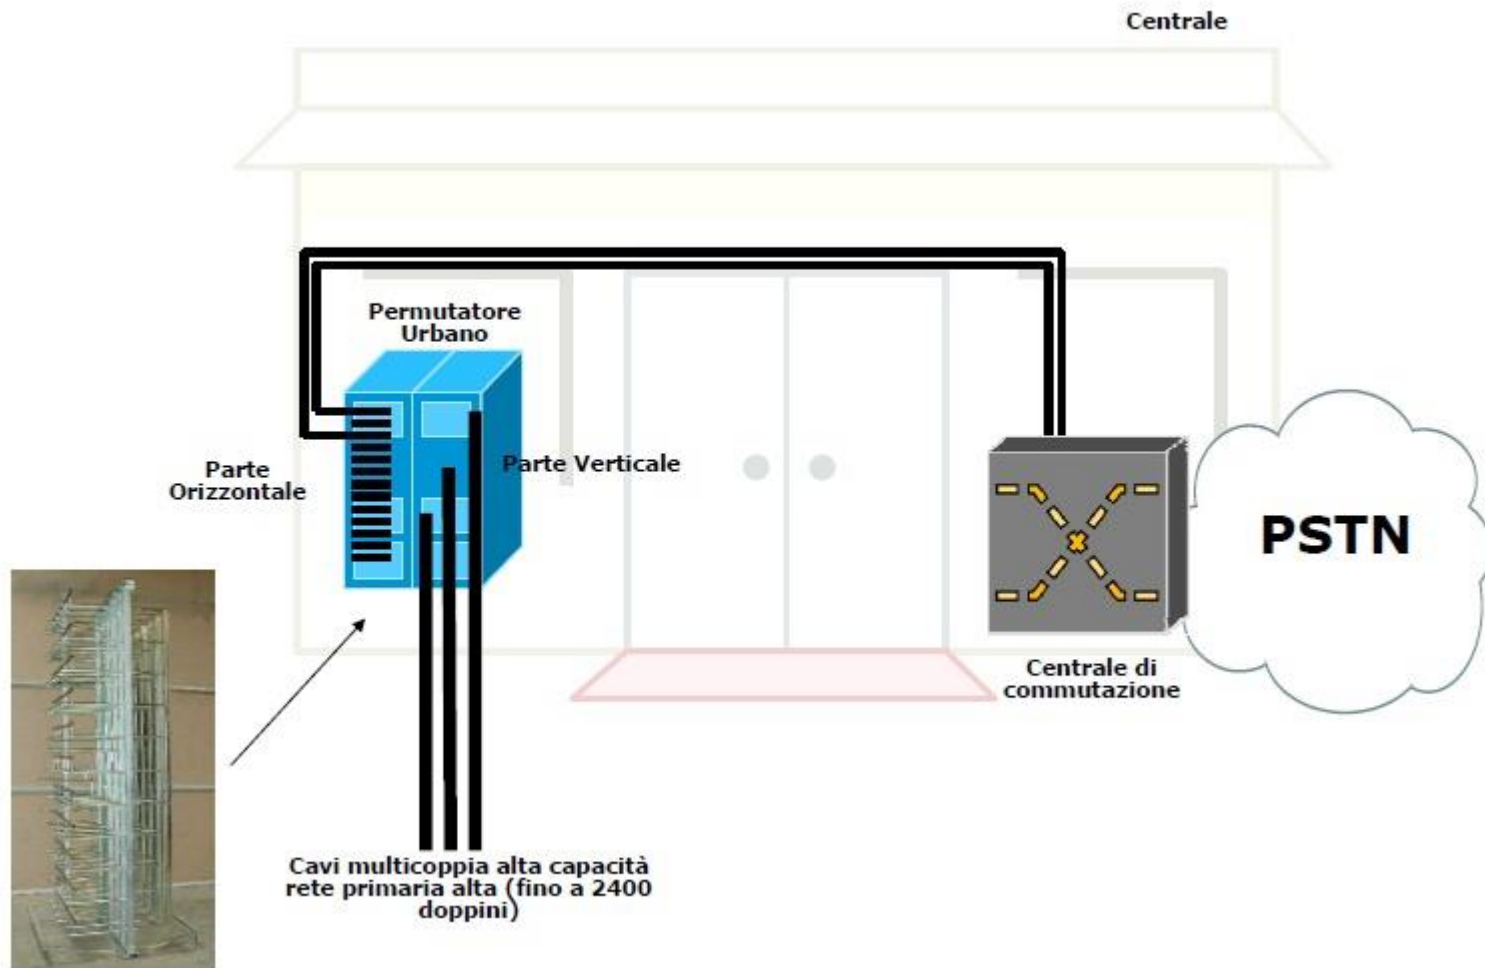 Centrale
Permutatore
Urbano
Parte
Orizzontale
Parte Verticale
PSTN
Centrale di
commutazione
Cavi multicoppia alta capacità
rete primaria alta (fino a 2400
doppini)